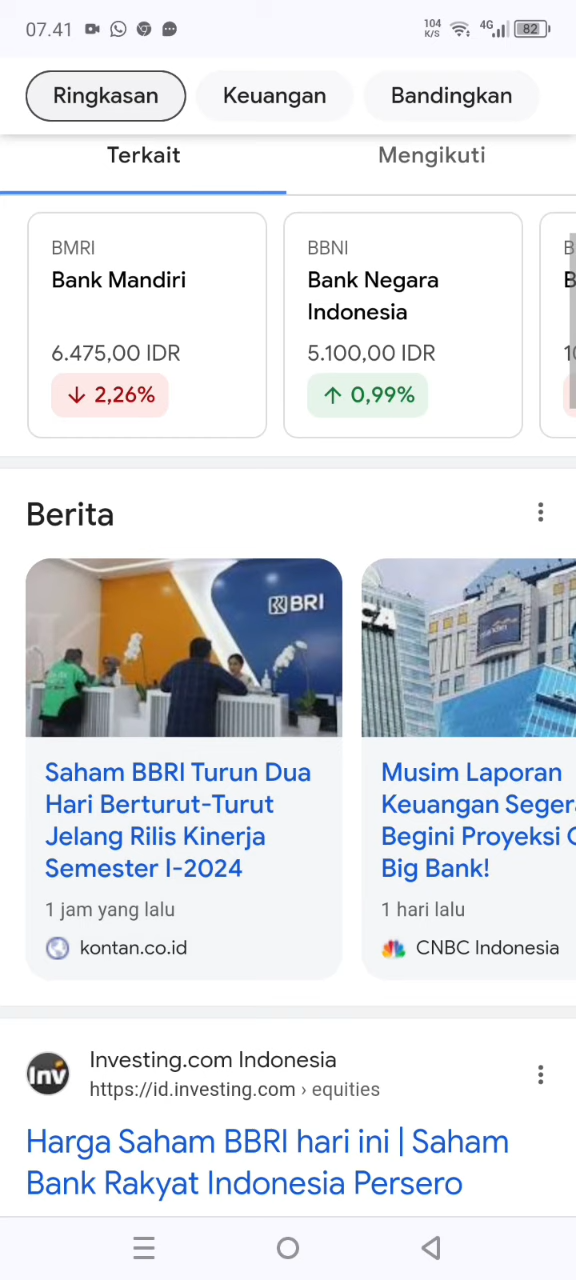 07.41
104
K/S
4G
82
Ringkasan
Keuangan
Bandingkan
Terkait
Mengikuti
BMRI
Bank Mandiri
6.475,00 IDR
↓ 2,26%
BBNI
Bank Negara
Indonesia
5.100,00 IDR
↑ 0,99%
Berita
BRI
Saham BBRI Turun Dua
Hari Berturut-Turut
Jelang Rilis Kinerja
Semester I-2024
1 jam yang lalu
kontan.co.id
mandiri
Musim Laporan
Keuangan
Begini Proyeksi
Big Bank!
1 hari lalu
CNBC Indonesia
Inv
Investing.com Indonesia
https://id.investing.com › equities
Harga Saham BBRI hari ini | Saham
Bank Rakyat Indonesia Persero